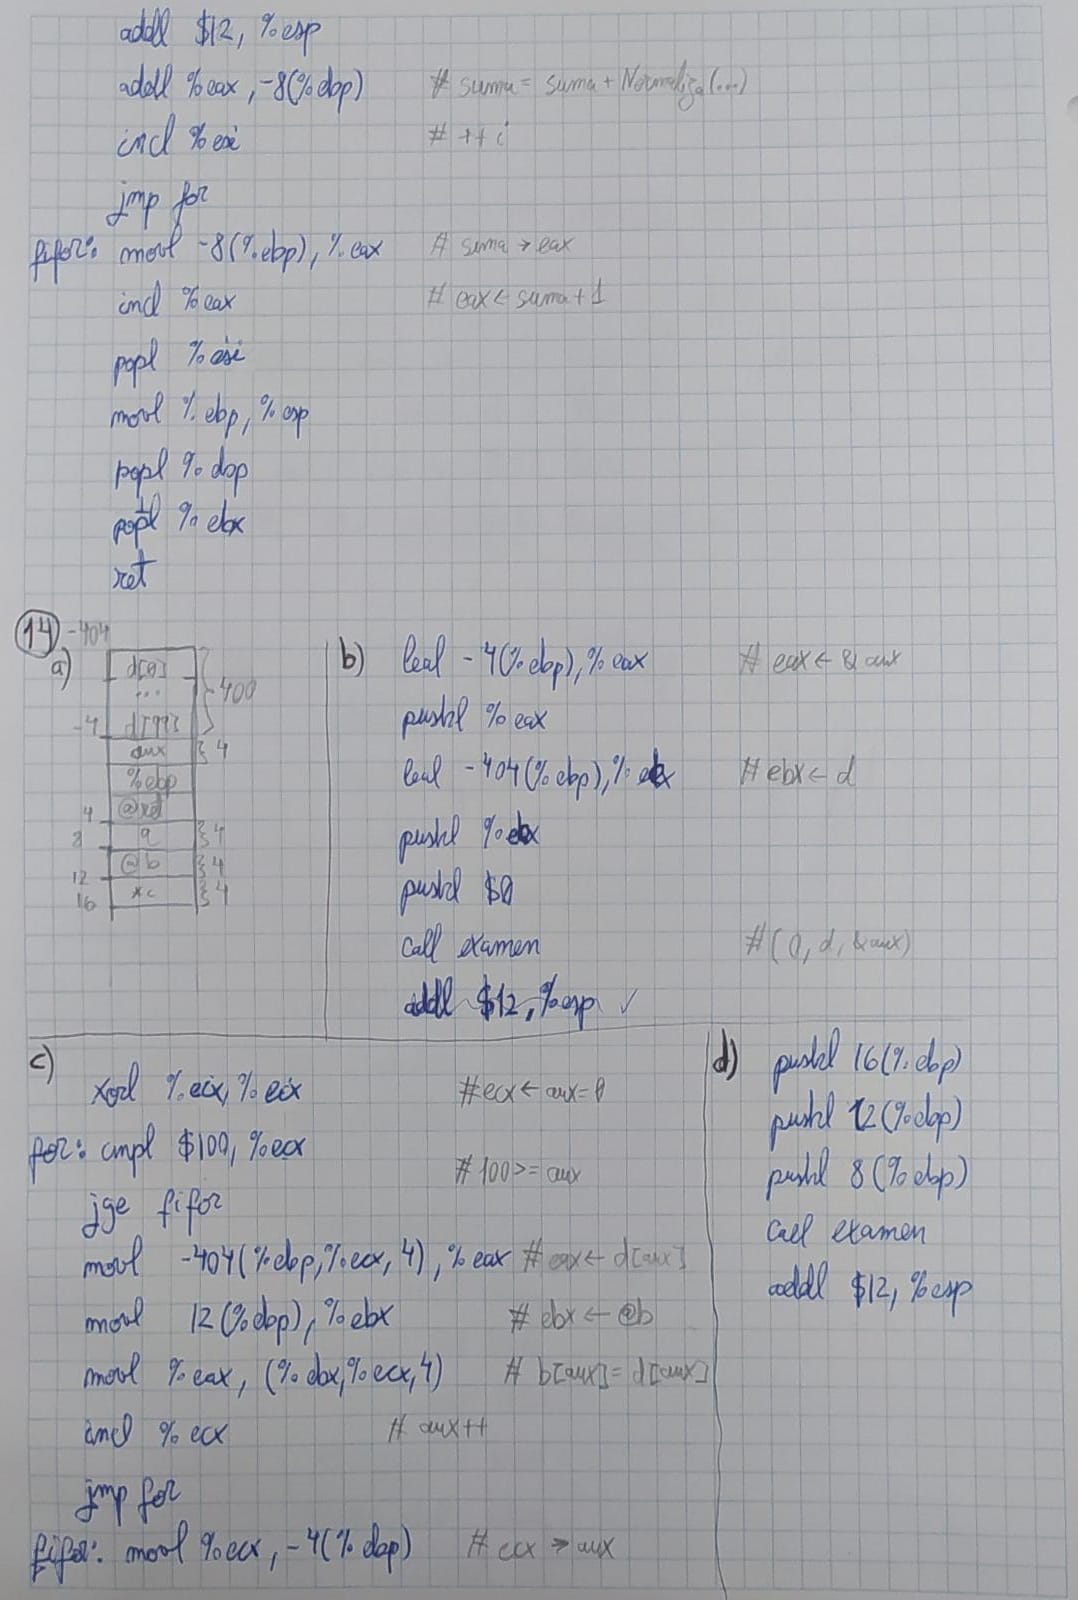 addl $12, %esp
addl %eax, -8(%ebp) # suma = suma + Normaliza(...)
incl %esi # ++i
jmp for
fifor: movl -8(%ebp), %eax # suma → eax
incl %eax # eax ← suma + 1
popl %esi
movl %ebp, %esp
popl %ebp
popl %ebx
ret
14) -404
a)
d[0]
...
400
-4 d[99]
aux } 4
%ebp
4 @ret
8 a } 4
@b } 4
12
*c } 4
16
b) leal -4(%ebp), %eax # eax ← & aux
pushl %eax
leal -404(%ebp), %ebx # ebx ← d
pushl %ebx
pushl $0
call examen #(0, d, &aux)
addl $12, %esp ✓
c)
xorl %ecx, %ecx #ecx ← aux=0
for: cmpl $100, %ecx
# 100 >= aux
jge fifor
movl -404(%ebp, %ecx, 4), %eax # eax ← d[aux]
movl 12(%ebp), %ebx # ebx ← @b
movl %eax, (%ebx, %ecx, 4) # b[aux] = d[aux]
incl %ecx # aux++
jmp for
fifor: movl %ecx, -4(%ebp) # ecx → aux
d) pushl 16(%ebp)
pushl 12(%ebp)
pushl 8(%ebp)
call examen
addl $12, %esp